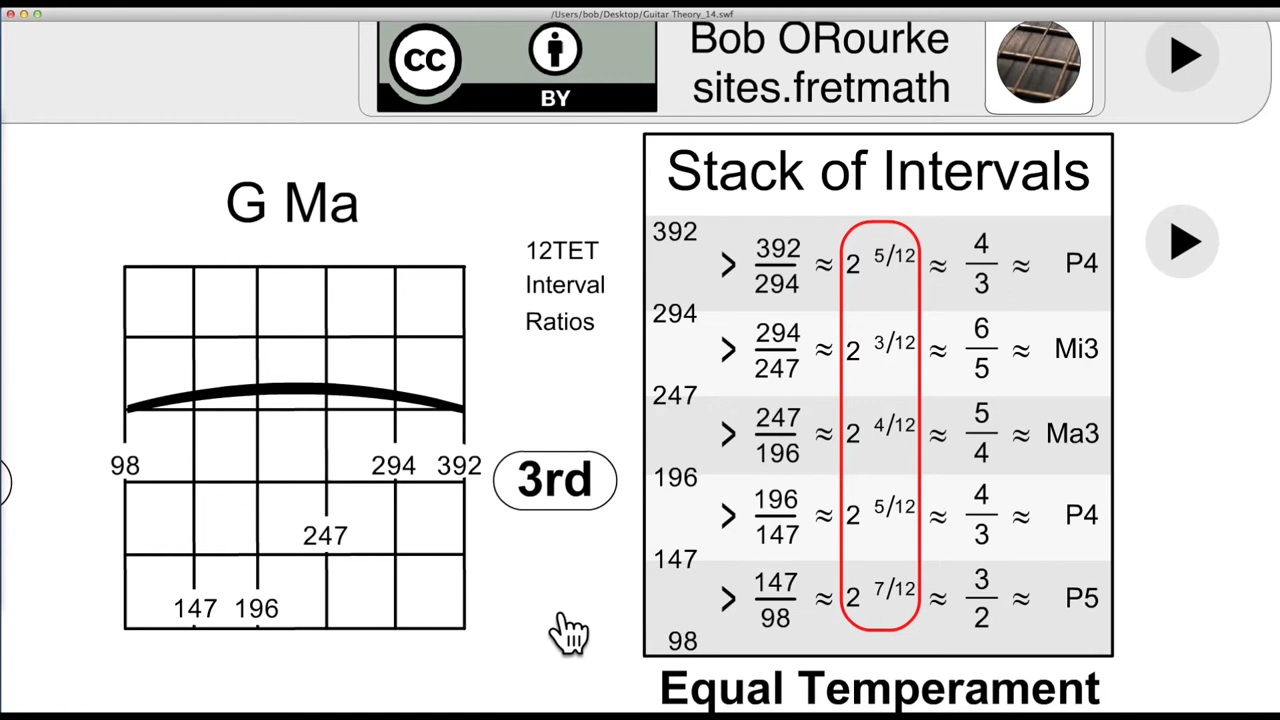 /Users/bob/Desktop/Guitar Theory_14.swf
cc
BY
Bob ORourke
sites.fretmath
G Ma
98
294 392
247
147 196
12TET
Interval
Ratios
3rd
Stack of Intervals
392
> 392/294 ≈ 2 5/12 ≈ 4/3 ≈ P4
294
> 294/247 ≈ 2 3/12 ≈ 6/5 ≈ Mi3
247
> 247/196 ≈ 2 4/12 ≈ 5/4 ≈ Ma3
196
> 196/147 ≈ 2 5/12 ≈ 4/3 ≈ P4
147
> 147/98 ≈ 2 7/12 ≈ 3/2 ≈ P5
98
Equal Temperament